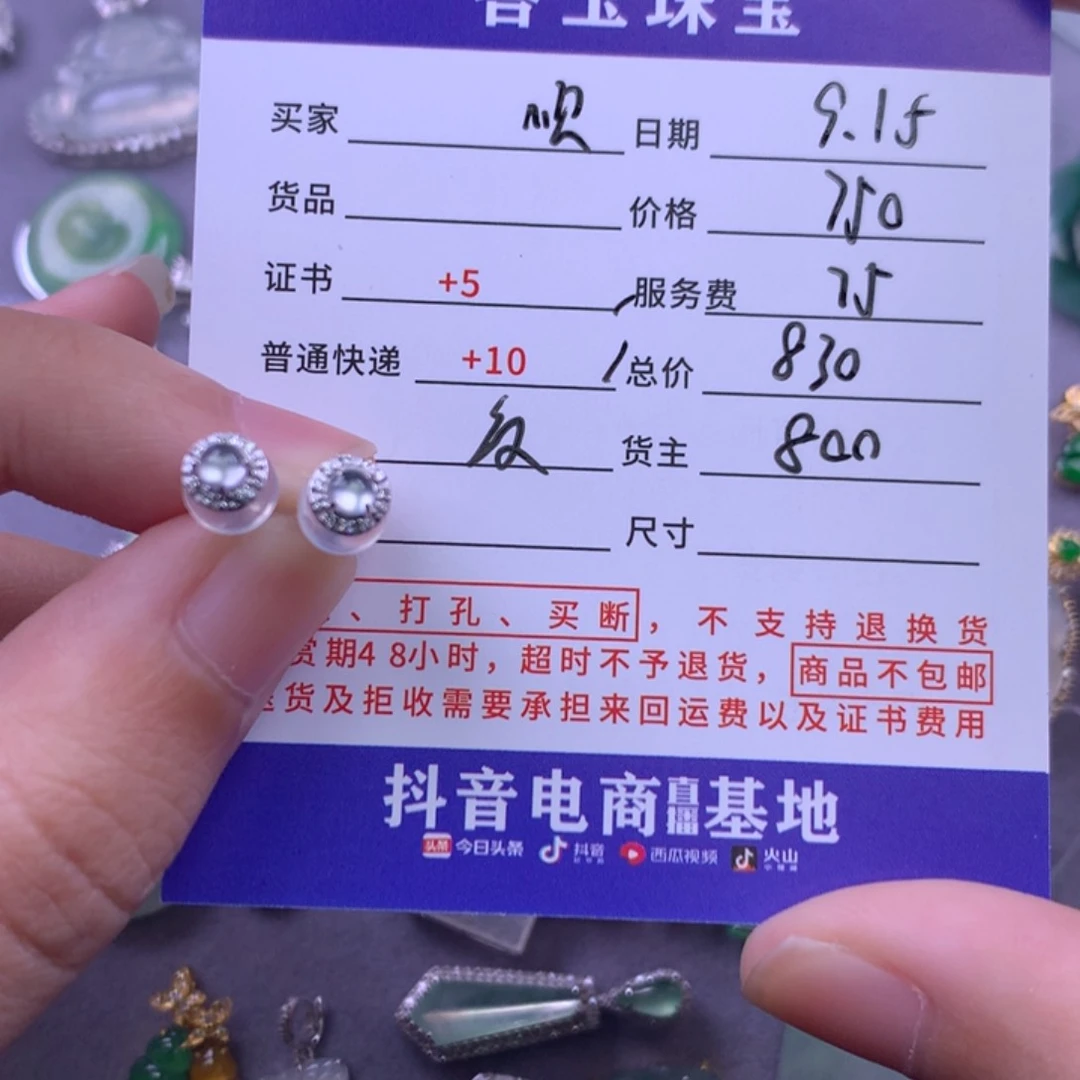 玉珠宝
买家 日期 9.15
货品 价格 750
证书 +5 服务费 75
普通快递 +10 总价 830
货主 800
尺寸
、打孔、买断，不支持退换货
赏期48小时，超时不予退货，商品不包邮
货及拒收需要承担来回运费以及证书费用
抖音电商直播基地
头条 今日头条 抖音 西瓜视频 火山